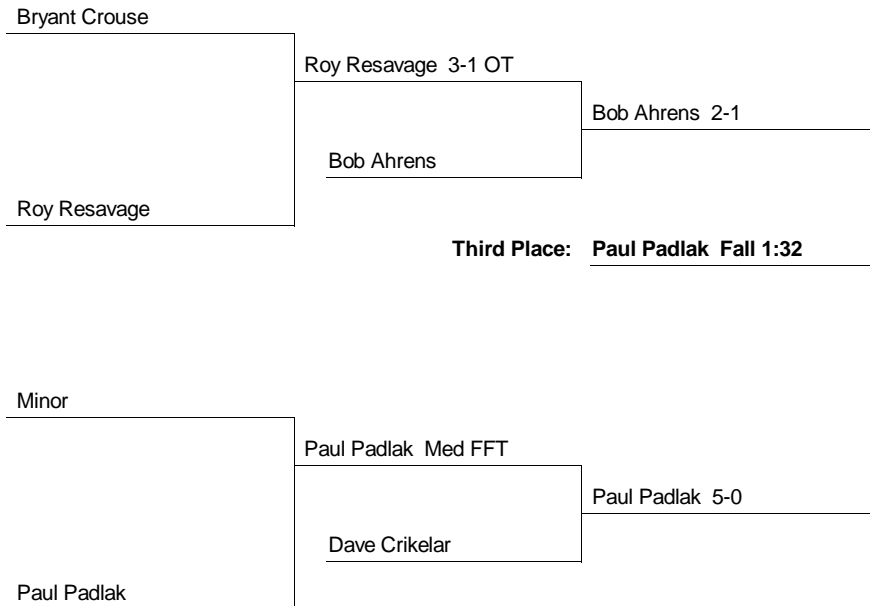 Bryant Crouse
Roy Resavage 3-1 OT
Bob Ahrens 2-1
Bob Ahrens
Roy Resavage
Third Place: Paul Padlak Fall 1:32
Minor
Paul Padlak Med FFT
Paul Padlak 5-0
Dave Crikelar
Paul Padlak